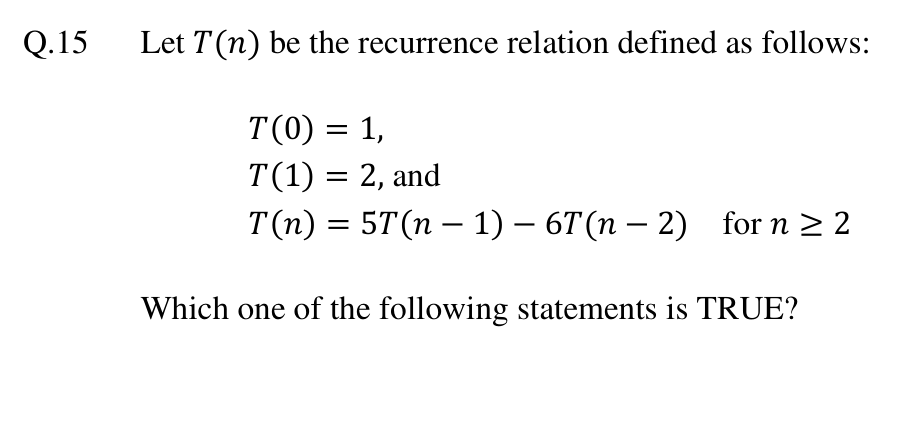 Q.15 Let T(n) be the recurrence relation defined as follows:
T(0) = 1,
T(1) = 2, and
T(n) = 5T(n − 1) − 6T(n − 2) for n ≥ 2
Which one of the following statements is TRUE?